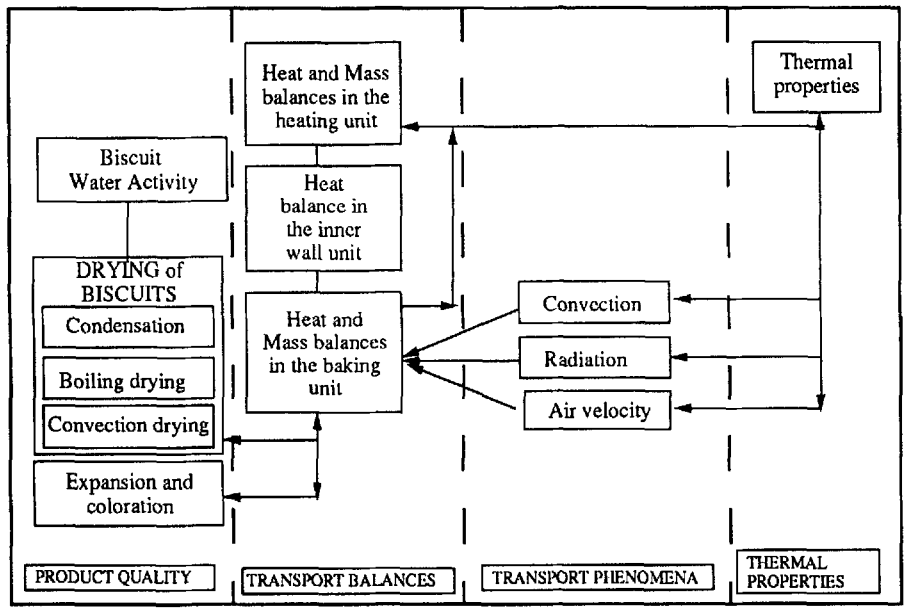 Heat and Mass
balances in the
heating unit
Thermal
properties
Biscuit
Water Activity
Heat
balance in
the inner
wall unit
DRYING of
BISCUITS
Condensation
Boiling drying
Convection drying
Heat and
Mass balances
in the baking
unit
Convection
Radiation
Air velocity
Expansion and
coloration
PRODUCT QUALITY
TRANSPORT BALANCES
TRANSPORT PHENOMENA
THERMAL
PROPERTIES